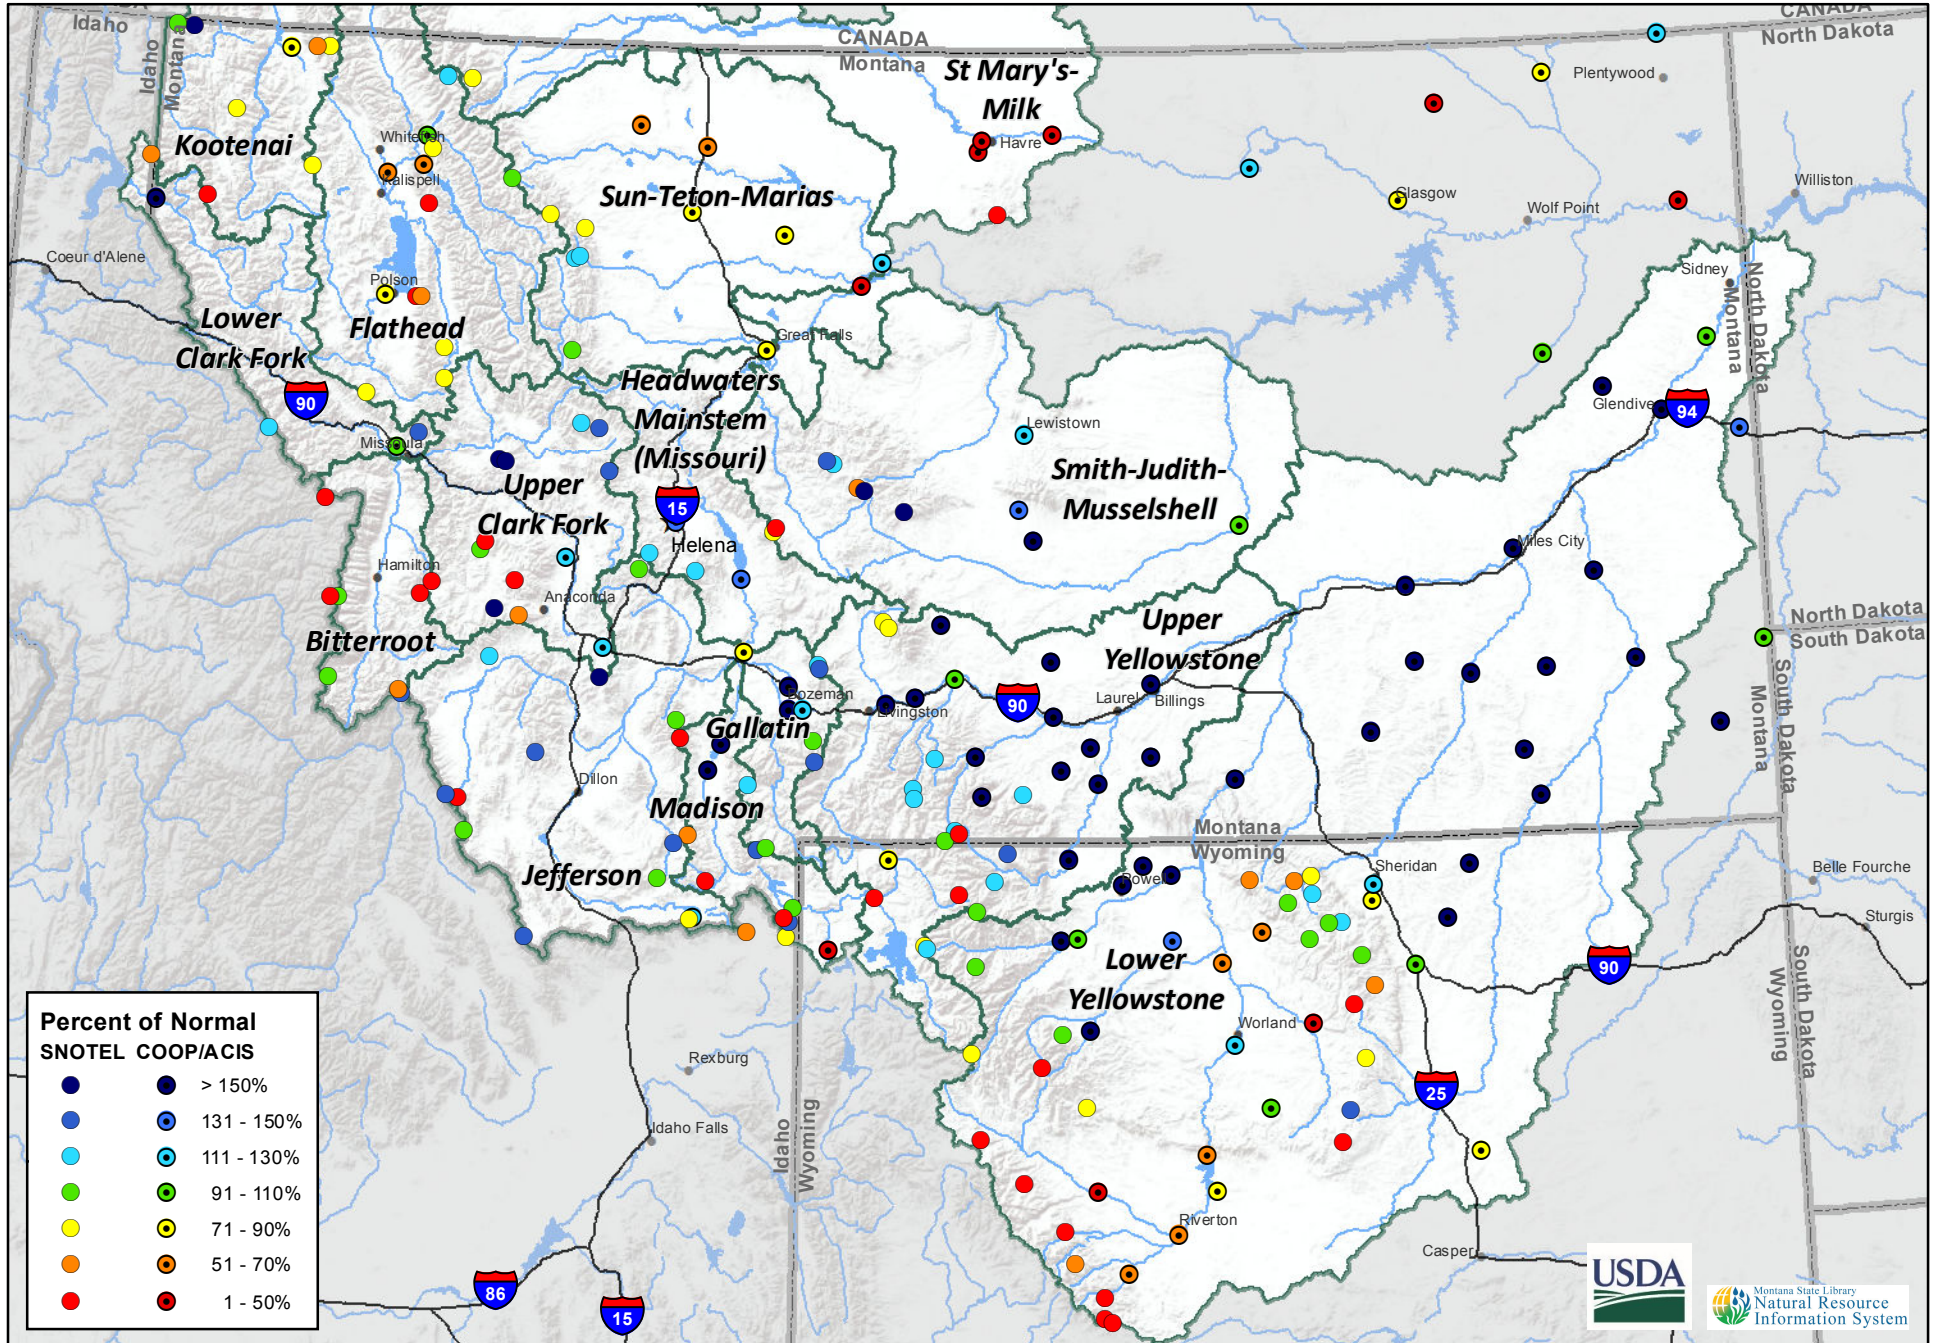 CANADA
Idaho
Idaho
Montana
CANADA
Montana
CANADA
North Dakota
St Mary's-
Milk
Havre
Plentywood
Kootenai
Whitefish
Kalispell
Sun-Teton-Marias
Glasgow
Wolf Point
Williston
Coeur d'Alene
Polson
Flathead
Lower
Clark Fork
Great Falls
Sidney
North Dakota
Montana
Headwaters
Mainstem
(Missouri)
90
Missoula
Lewistown
Glendive
94
Smith-Judith-
Musselshell
Upper
Clark Fork
15
Helena
Miles City
Hamilton
Anaconda
Bitterroot
Upper
Yellowstone
North Dakota
South Dakota
Bozeman
Livingston
90
Laurel
Billings
Gallatin
South Dakota
Montana
Dillon
Madison
Montana
Wyoming
Jefferson
Powell
Sheridan
Belle Fourche
Sturgis
Lower
Yellowstone
90
South Dakota
Wyoming
Worland
Rexburg
25
Idaho Falls
Idaho
Wyoming
Riverton
Casper
86
15
Percent of Normal
SNOTEL COOP/ACIS
> 150%
131 - 150%
111 - 130%
91 - 110%
71 - 90%
51 - 70%
1 - 50%
USDA
Montana State Library
Natural Resource
Information System